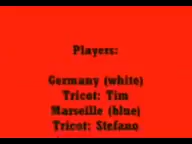 Players:
Germany (white)
Tricot: Tim
Marseille (blue)
Tricot: Stefano